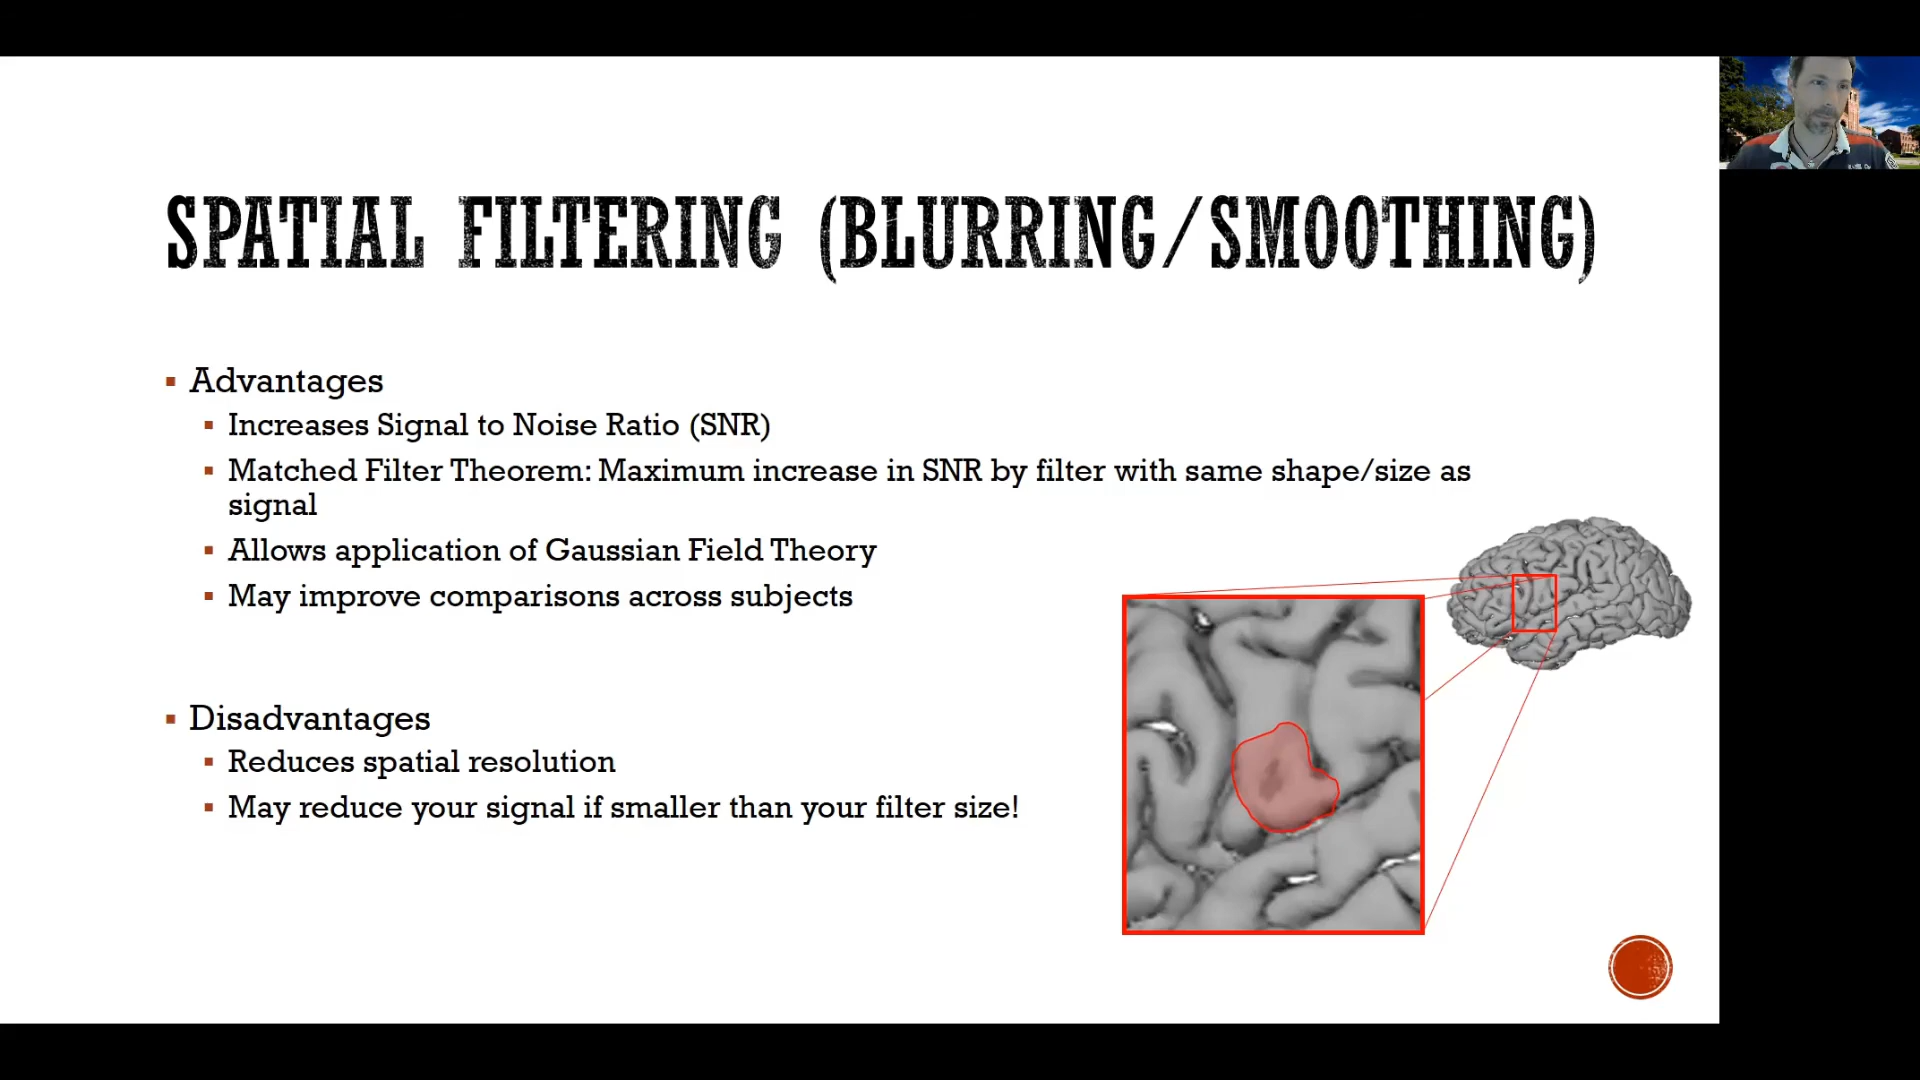 SPATIAL FILTERING (BLURRING/SMOOTHING)
Advantages
Increases Signal to Noise Ratio (SNR)
Matched Filter Theorem: Maximum increase in SNR by filter with same shape/size as
signal
Allows application of Gaussian Field Theory
May improve comparisons across subjects
Disadvantages
Reduces spatial resolution
May reduce your signal if smaller than your filter size!